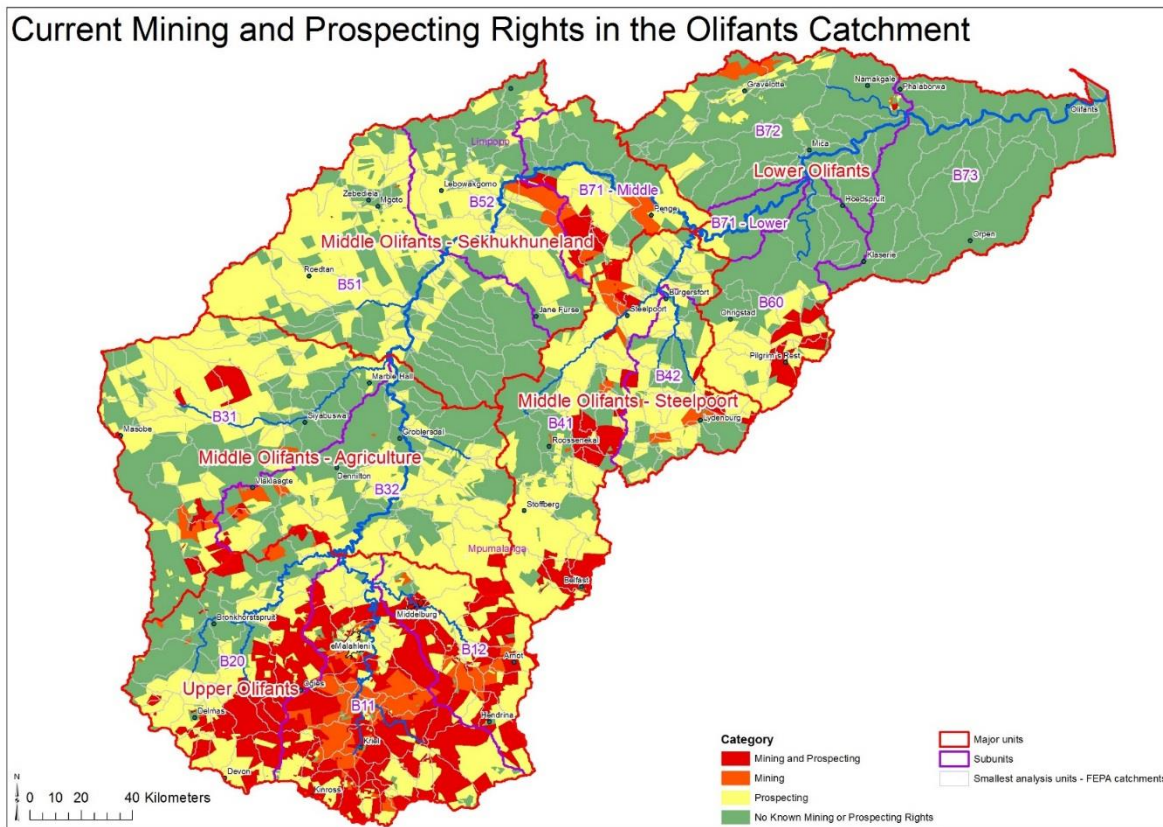 Current Mining and Prospecting Rights in the Olifants Catchment
Namakgale
Phalaborwa
Gravelotte
Olifants
B72
Limpopo
Mica
Lower Olifants
B73
Zebediela
Lebowakgomo
Mgoto
B52
B71 - Middle
Penge
Hoedspruit
B71 - Lower
Orpen
Middle Olifants - Sekhukhuneland
Klaserie
Roedtan
B51
Burgersfort
B60
Jane Furse
Steelpoort
Ohrigstad
Pilgrim's Rest
Marble Hall
B42
Middle Olifants - Steelpoort
B31
Siyabuswa
Lydenburg
Masobe
Groblersdal
B41
Roossenekal
Middle Olifants - Agriculture
Dennilton
Vlaklaagte
B32
Stoffberg
Mpumalanga
Belfast
Bronkhorstspruit
Middelburg
eMalahleni
B12
B20
Arnot
Upper Olifants
Ogies
B11
Delmas
Hendrina
Kriel
Devon
Kinross
N
S
0 10 20 40 Kilometers
Category
Mining and Prospecting
Mining
Prospecting
No Known Mining or Prospecting Rights
Major units
Subunits
Smallest analysis units - FEPA catchments